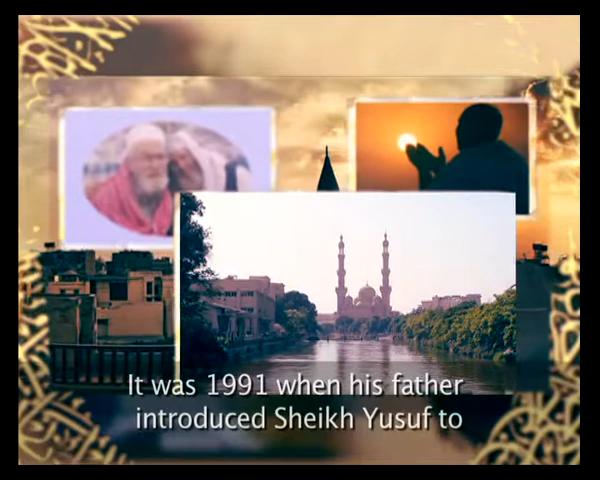 It was 1991 when his father
introduced Sheikh Yusuf to